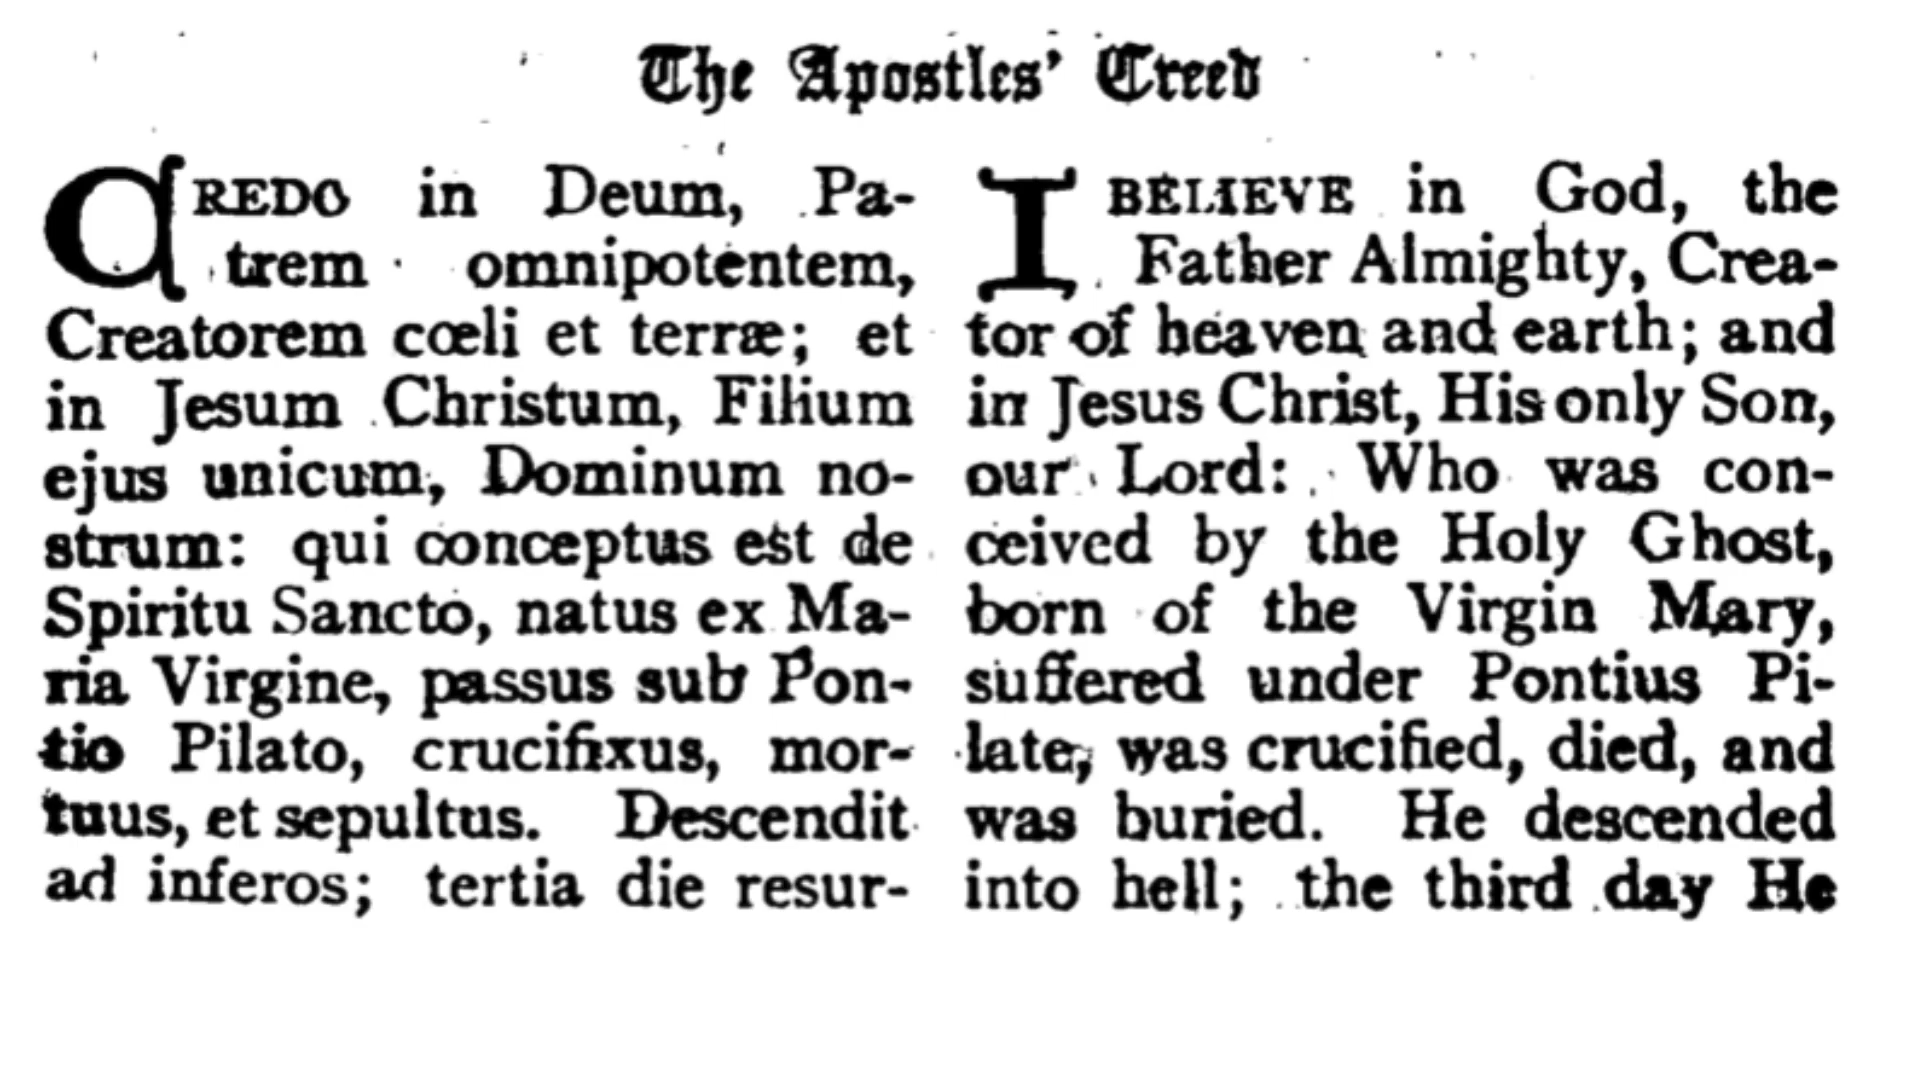 The Apostles' Creed
CREDO in Deum, Pa-
trem omnipotentem,
Creatorem cœli et terræ; et
in Jesum Christum, Filium
ejus unicum, Dominum no-
strum: qui conceptus est de
Spiritu Sancto, natus ex Ma-
ria Virgine, passus sub Pon-
tio Pilato, crucifixus, mor-
tuus, et sepultus. Descendit
ad inferos; tertia die resur-
I BELIEVE in God, the
Father Almighty, Crea-
tor of heaven and earth; and
in Jesus Christ, His only Son,
our Lord: Who was con-
ceived by the Holy Ghost,
born of the Virgin Mary,
suffered under Pontius Pi-
late, was crucified, died, and
was buried. He descended
into hell; the third day He